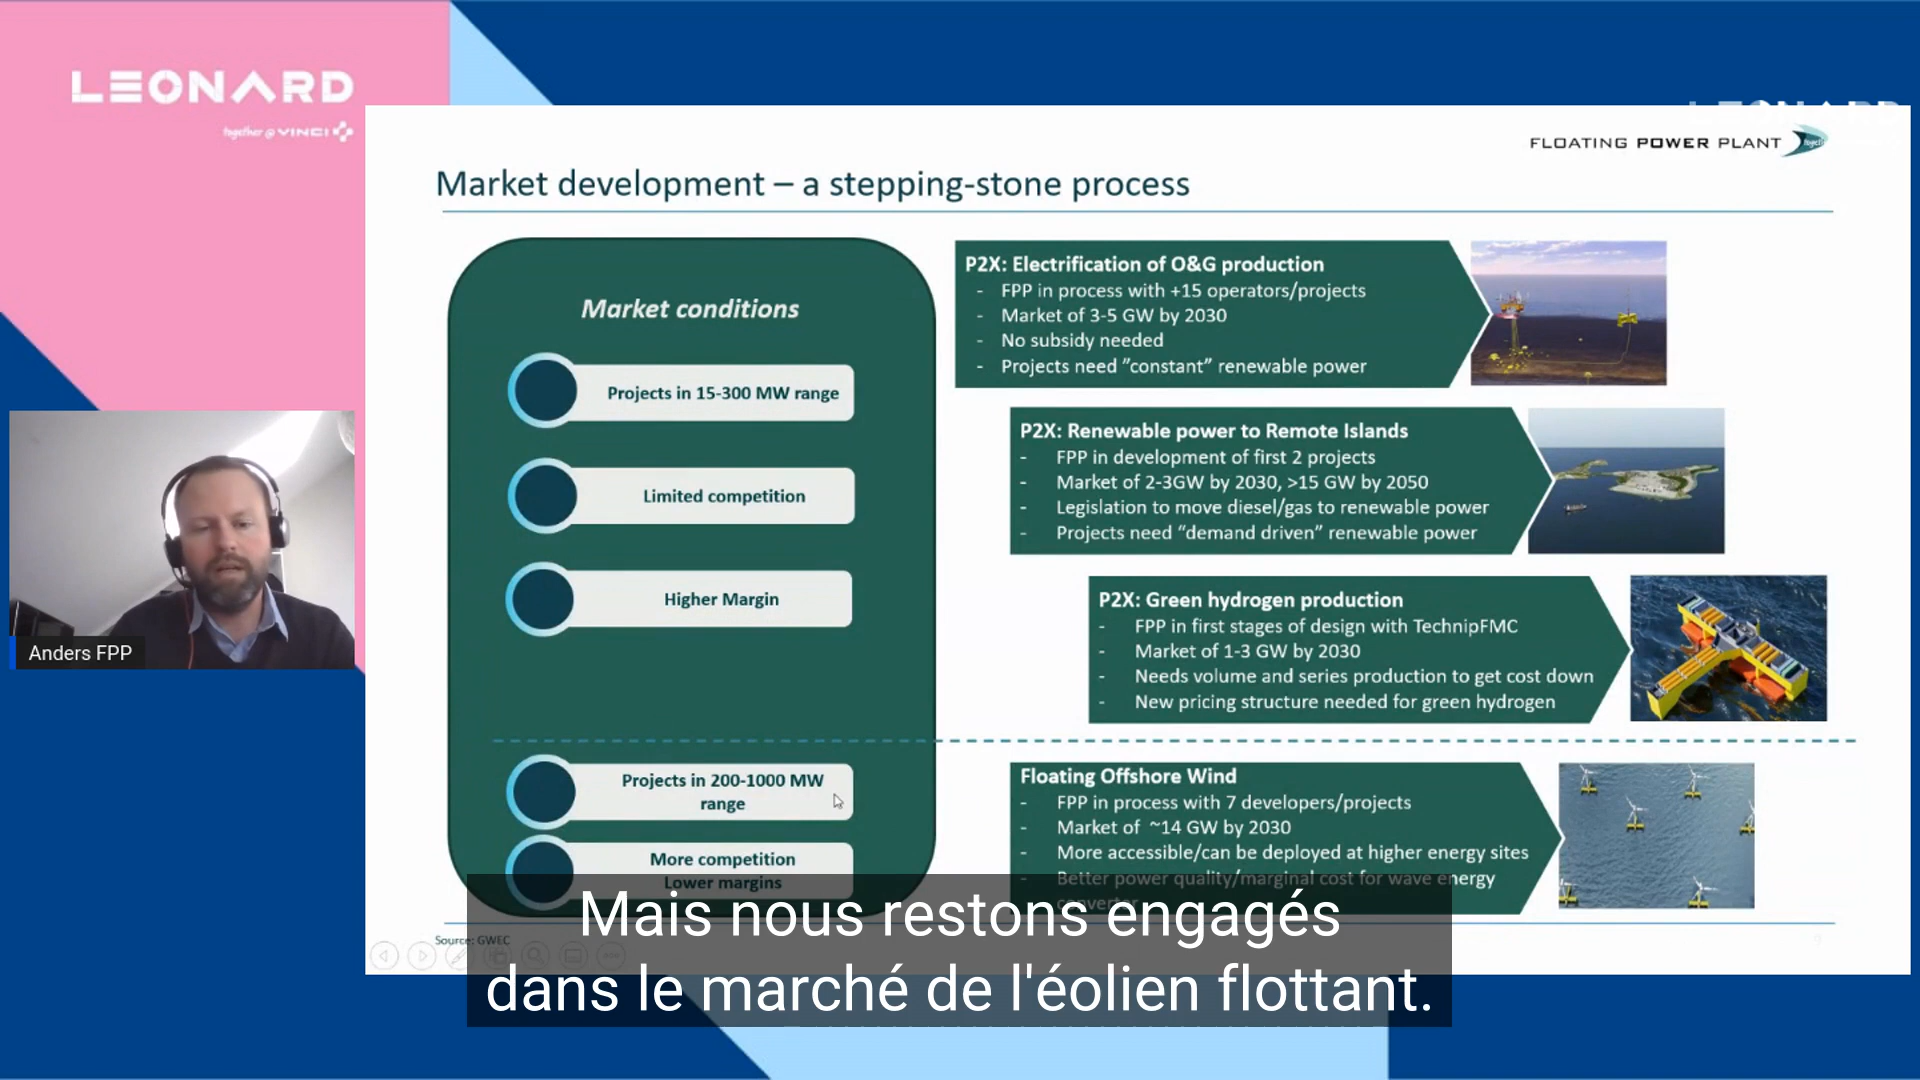 LEONARD
together @ VINCI
LEONARD
FLOATING POWER PLANT
Market development – a stepping-stone process
Market conditions
Projects in 15-300 MW range
Limited competition
Higher Margin
Projects in 200-1000 MW
range
More competition
Lower margins
P2X: Electrification of O&G production
- FPP in process with +15 operators/projects
- Market of 3-5 GW by 2030
- No subsidy needed
- Projects need ”constant” renewable power
P2X: Renewable power to Remote Islands
- FPP in development of first 2 projects
- Market of 2-3GW by 2030, >15 GW by 2050
- Legislation to move diesel/gas to renewable power
- Projects need “demand driven” renewable power
P2X: Green hydrogen production
- FPP in first stages of design with TechnipFMC
- Market of 1-3 GW by 2030
- Needs volume and series production to get cost down
- New pricing structure needed for green hydrogen
Floating Offshore Wind
- FPP in process with 7 developers/projects
- Market of ~14 GW by 2030
- More accessible/can be deployed at higher energy sites
- Better power quality/marginal cost for wave energy
converter
Source: GWEC
Anders FPP
Mais nous restons engagés
dans le marché de l'éolien flottant.